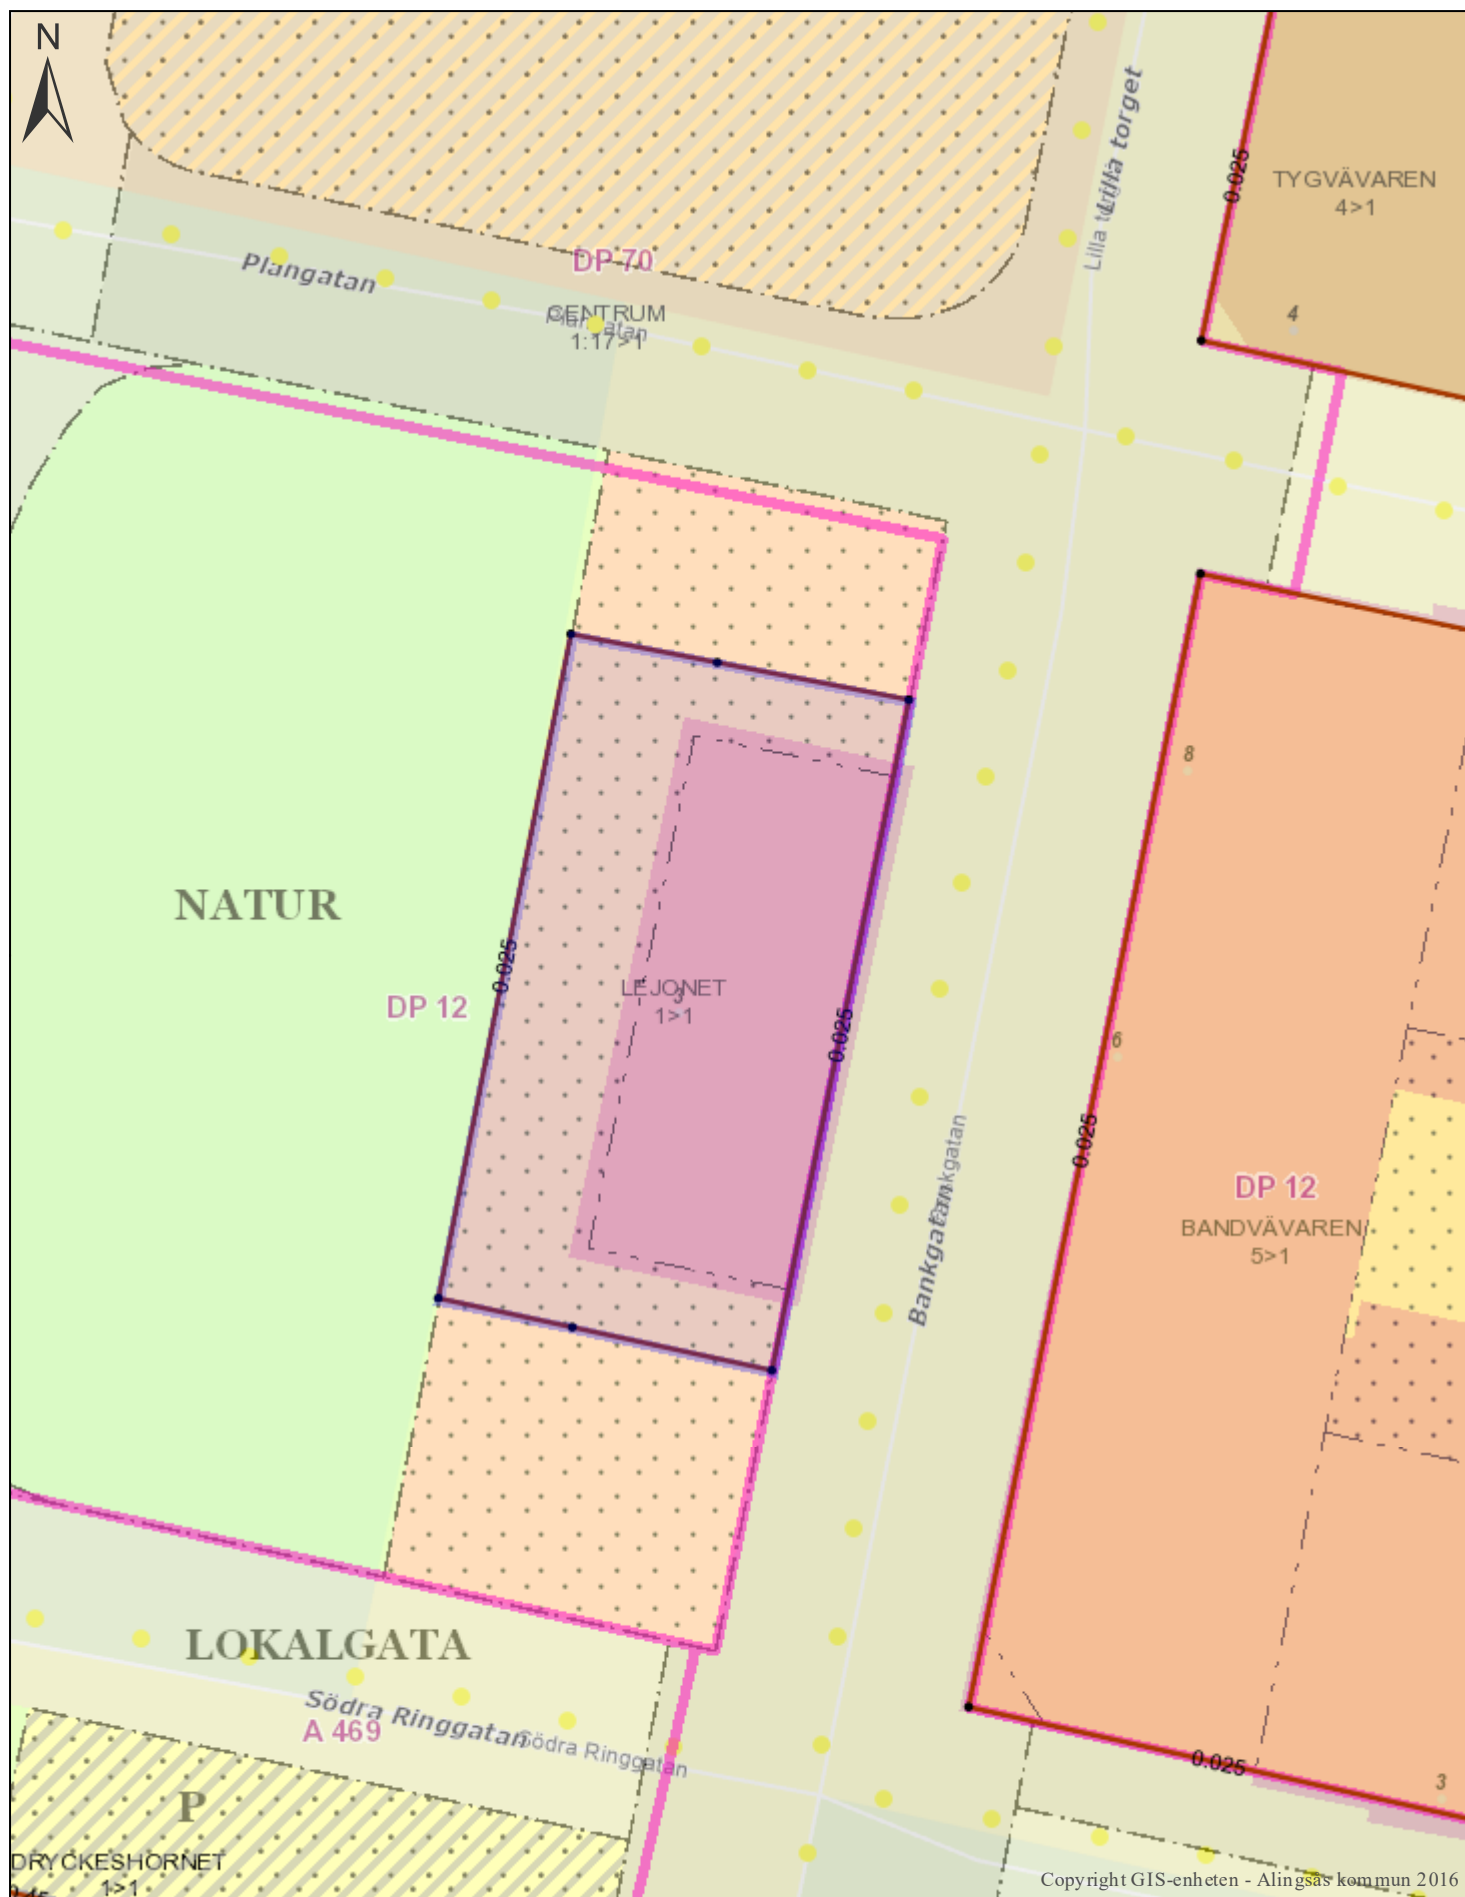 N
Lilla torget
Lilla torget
0.025
TYGVÄVAREN
4>1
Plangatan
DP 70
CENTRUM
Plangatan
1:17>1
4
8
NATUR
0.025
DP 12
LEJONET
3
1>1
0.025
6
0.025
Bankgatan
Bankgatan
DP 12
BANDVÄVAREN
5>1
LOKALGATA
Södra Ringgatan
A 469
Södra Ringgatan
0.025
3
P
DRYCKESHORNET
1>1
Copyright GIS-enheten - Alingsås kommun 2016